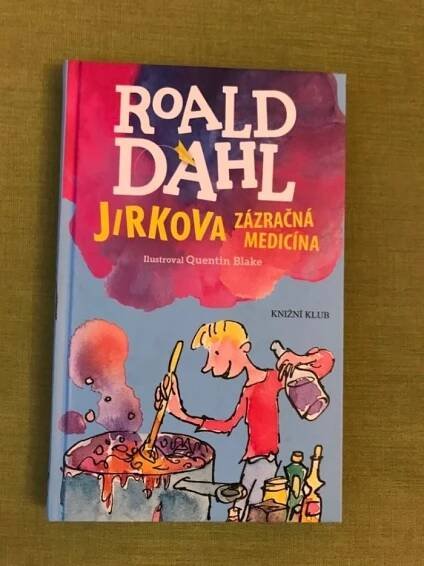 ROALD
DAHL
JIRKOVA ZÁZRAČNÁ
MEDICÍNA
Ilustroval Quentin Blake
KNIŽNÍ KLUB